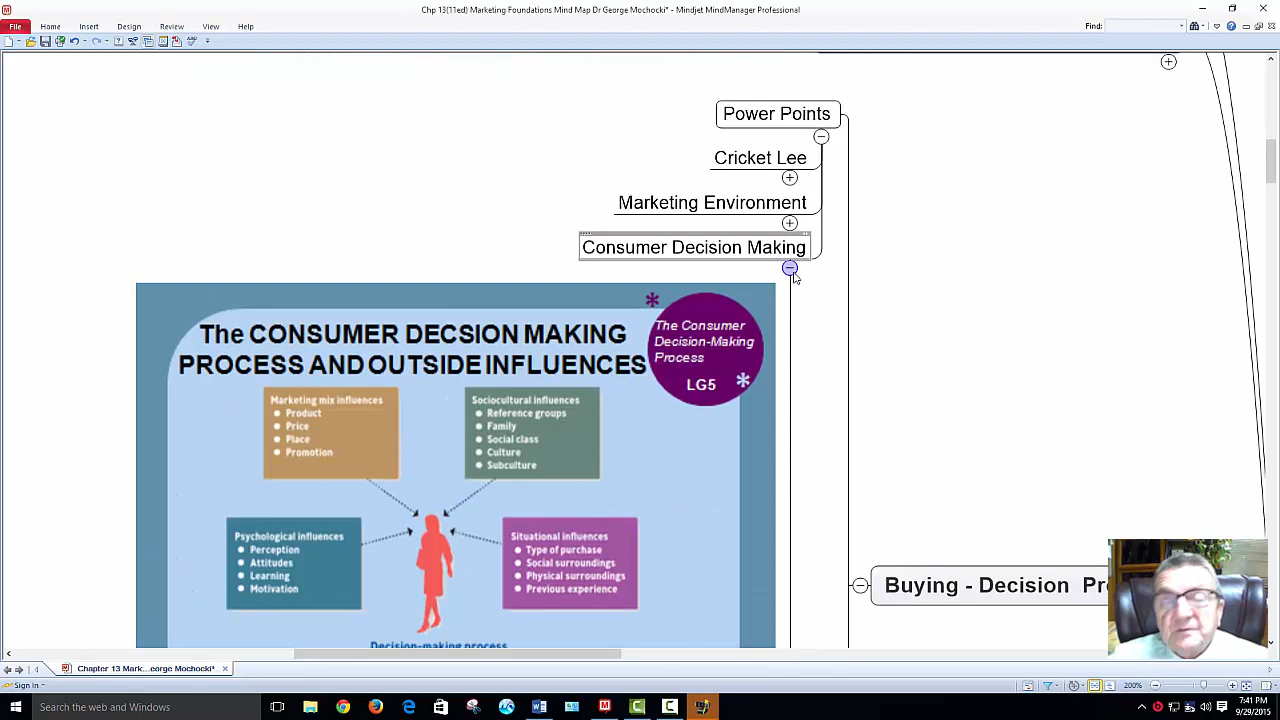 Chp 13(11ed) Marketing Foundations Mind Map Dr George Mochocki* - Mindjet MindManager Professional
File Home Insert Design Review View Help Find:
Power Points
Cricket Lee
Marketing Environment
Consumer Decision Making
The CONSUMER DECSION MAKING
PROCESS AND OUTSIDE INFLUENCES
* The Consumer
Decision-Making
Process
LG5 *
Marketing mix influences
Product
Price
Place
Promotion
Sociocultural influences
Reference groups
Family
Social class
Culture
Subculture
Psychological influences
Perception
Attitudes
Learning
Motivation
Situational influences
Type of purchase
Social surroundings
Physical surroundings
Previous experience
Decision-making process
Buying - Decision Pr
Chapter 13 Mark...eorge Mochocki*
Sign In 200%
Search the web and Windows
7:41 PM
9/29/2015